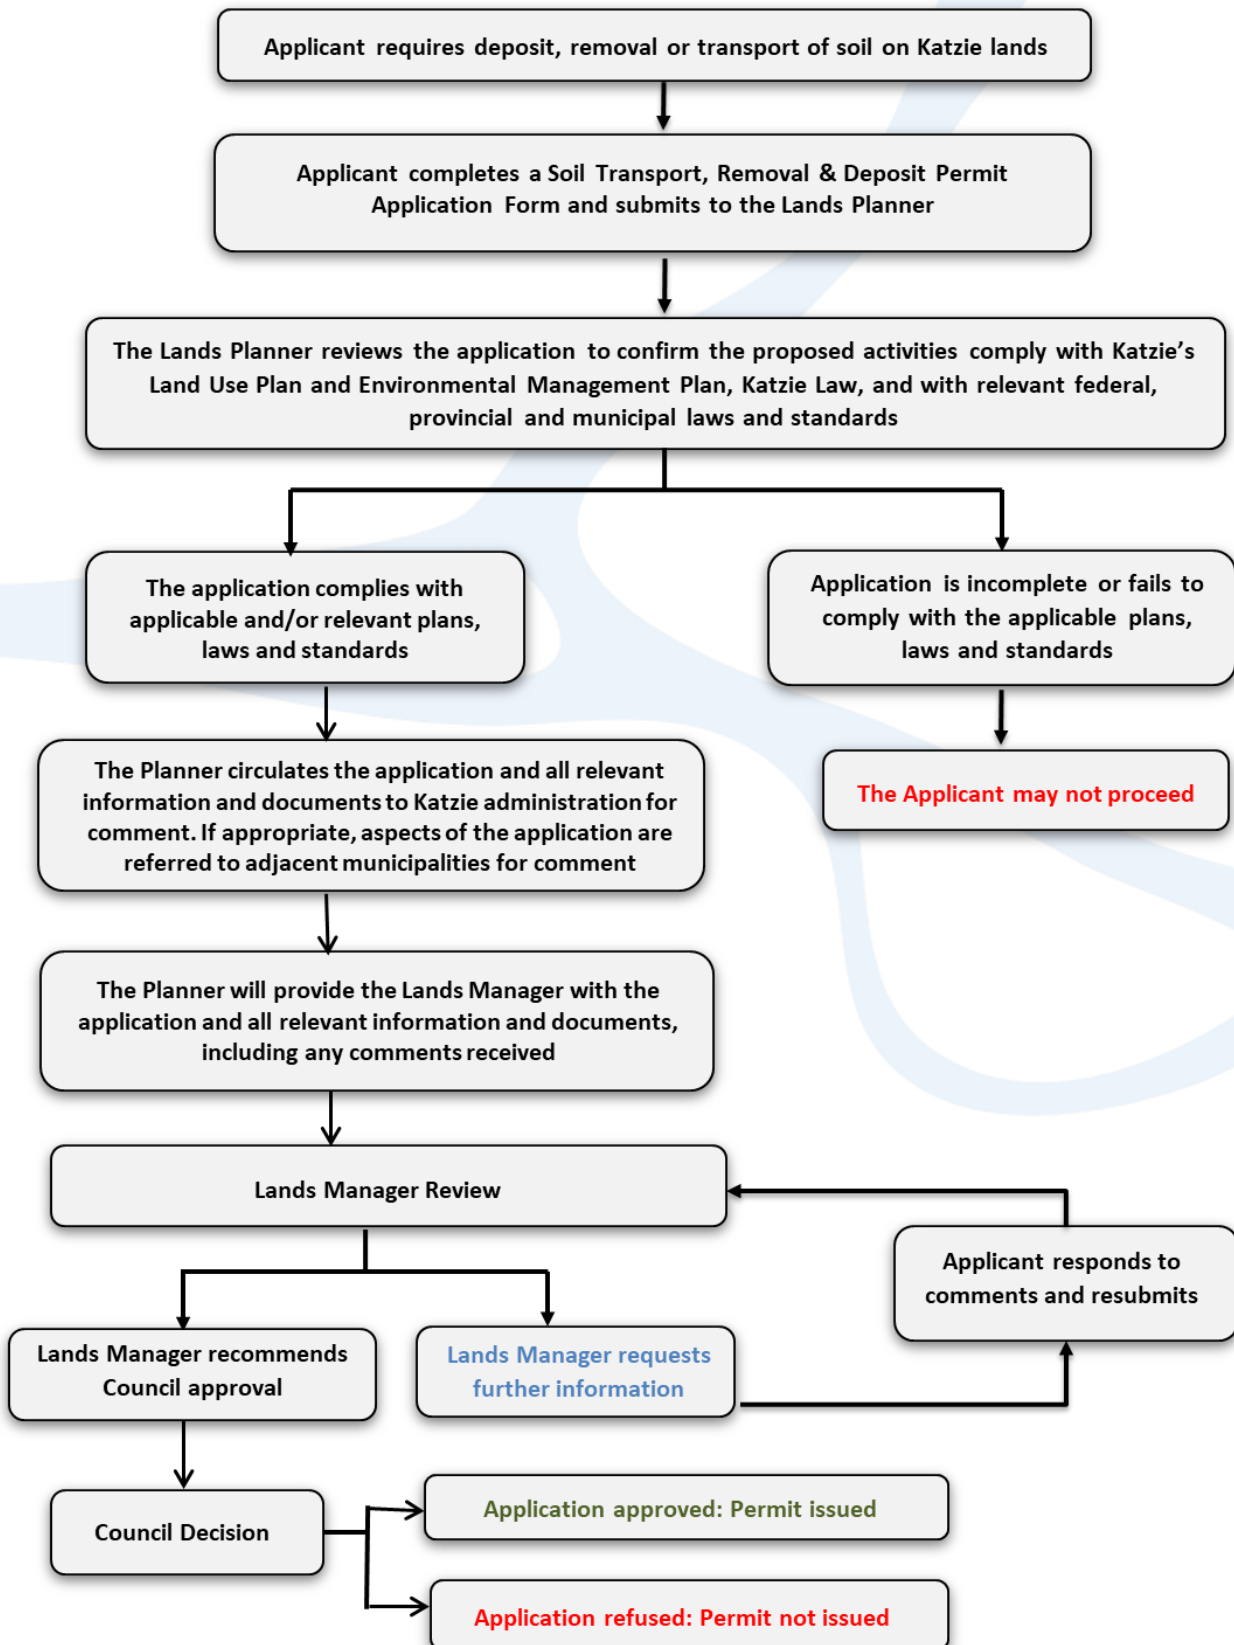 Applicant requires deposit, removal or transport of soil on Katzie lands
Applicant completes a Soil Transport, Removal & Deposit Permit
Application Form and submits to the Lands Planner
The Lands Planner reviews the application to confirm the proposed activities comply with Katzie’s
Land Use Plan and Environmental Management Plan, Katzie Law, and with relevant federal,
provincial and municipal laws and standards
The application complies with
applicable and/or relevant plans,
laws and standards
Application is incomplete or fails to
comply with the applicable plans,
laws and standards
The Planner circulates the application and all relevant
information and documents to Katzie administration for
comment. If appropriate, aspects of the application are
referred to adjacent municipalities for comment
The Applicant may not proceed
The Planner will provide the Lands Manager with the
application and all relevant information and documents,
including any comments received
Lands Manager Review
Applicant responds to
comments and resubmits
Lands Manager recommends
Council approval
Lands Manager requests
further information
Council Decision
Application approved: Permit issued
Application refused: Permit not issued